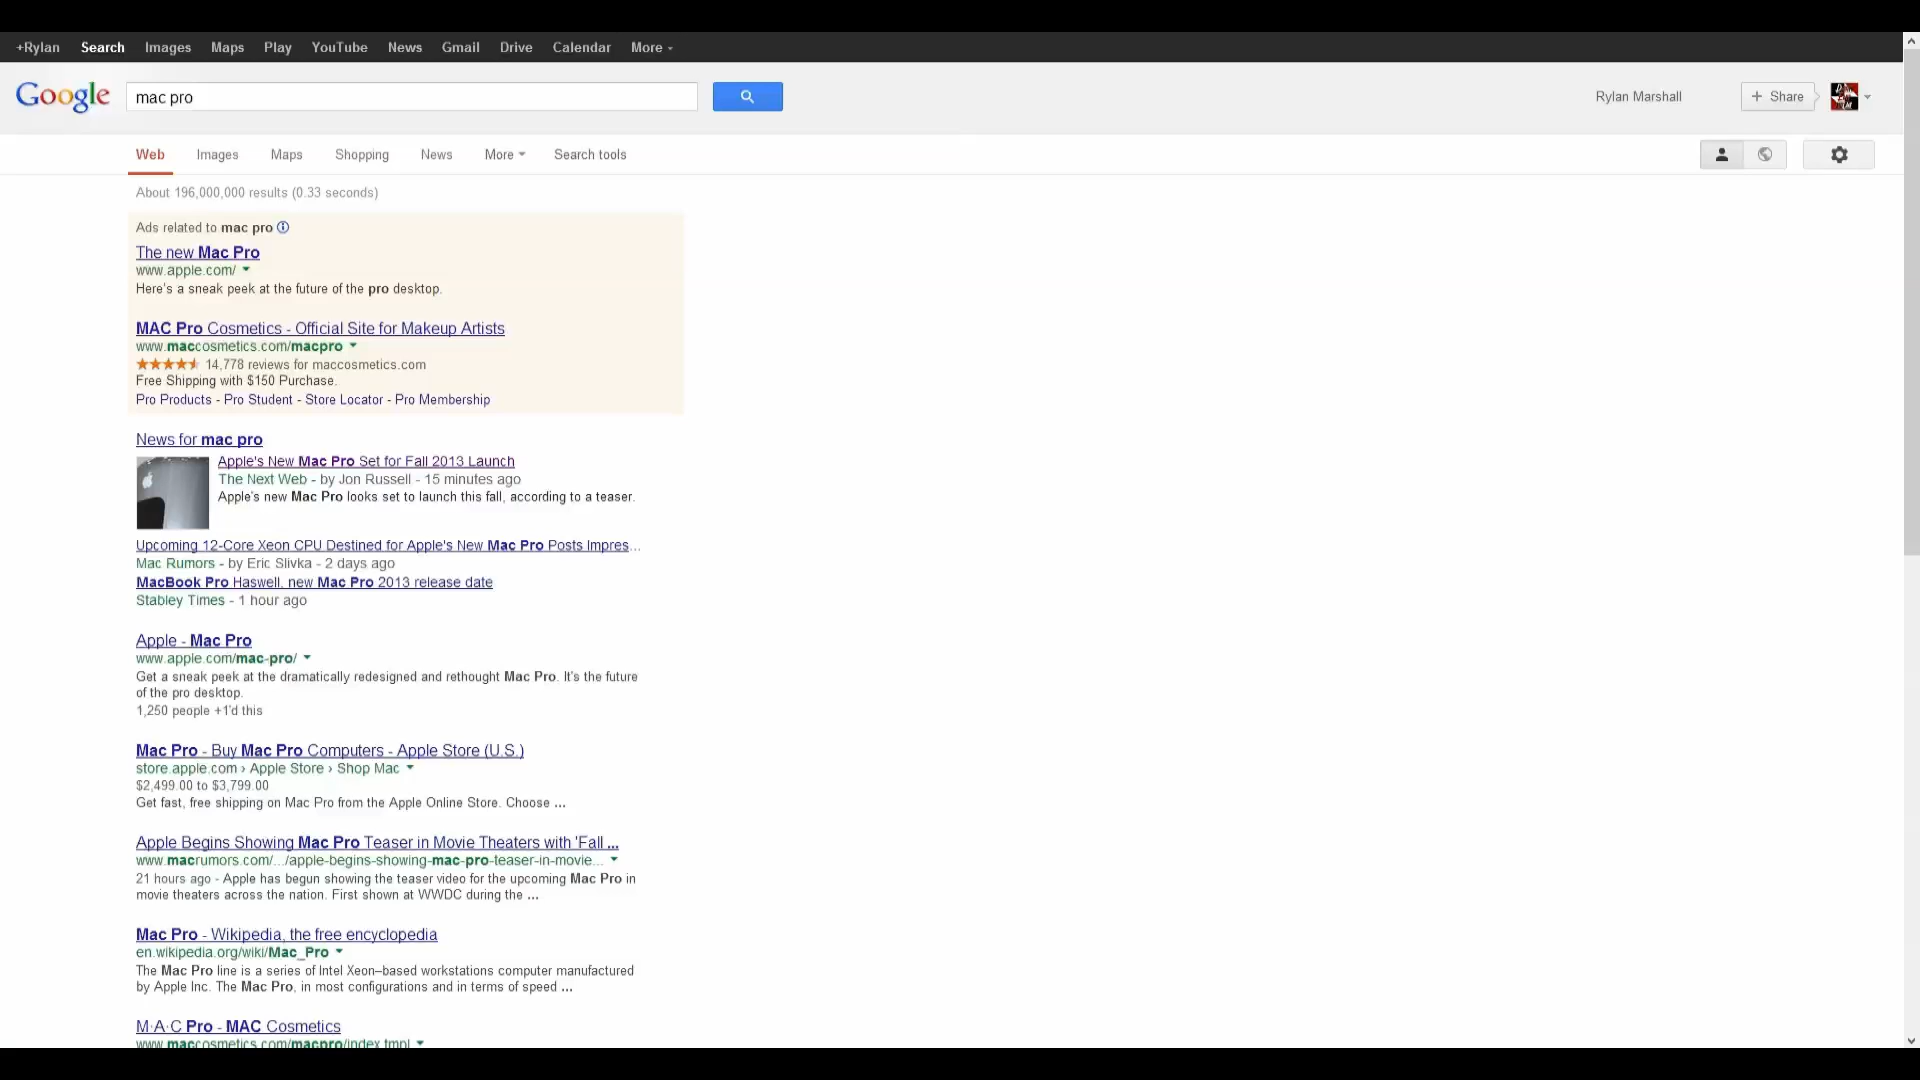 +Rylan Search Images Maps Play YouTube News Gmail Drive Calendar More
Google mac pro Rylan Marshall + Share
Web Images Maps Shopping News More Search tools
About 196,000,000 results (0.33 seconds)
Ads related to mac pro
The new Mac Pro
www.apple.com/
Here's a sneak peek at the future of the pro desktop.
MAC Pro Cosmetics - Official Site for Makeup Artists
www.maccosmetics.com/macpro
14,778 reviews for maccosmetics.com
Free Shipping with $150 Purchase.
Pro Products - Pro Student - Store Locator - Pro Membership
News for mac pro
Apple's New Mac Pro Set for Fall 2013 Launch
The Next Web - by Jon Russell - 15 minutes ago
Apple's new Mac Pro looks set to launch this fall, according to a teaser.
Upcoming 12-Core Xeon CPU Destined for Apple's New Mac Pro Posts Impres...
Mac Rumors - by Eric Slivka - 2 days ago
MacBook Pro Haswell, new Mac Pro 2013 release date
Stabley Times - 1 hour ago
Apple - Mac Pro
www.apple.com/mac-pro/
Get a sneak peek at the dramatically redesigned and rethought Mac Pro. It's the future
of the pro desktop.
1,250 people +1'd this
Mac Pro - Buy Mac Pro Computers - Apple Store (U.S.)
store.apple.com › Apple Store › Shop Mac
$2,499.00 to $3,799.00
Get fast, free shipping on Mac Pro from the Apple Online Store. Choose ...
Apple Begins Showing Mac Pro Teaser in Movie Theaters with 'Fall ...
www.macrumors.com/.../apple-begins-showing-mac-pro-teaser-in-movie...
21 hours ago - Apple has begun showing the teaser video for the upcoming Mac Pro in
movie theaters across the nation. First shown at WWDC during the ...
Mac Pro - Wikipedia, the free encyclopedia
en.wikipedia.org/wiki/Mac_Pro
The Mac Pro line is a series of Intel Xeon–based workstations computer manufactured
by Apple Inc. The Mac Pro, in most configurations and in terms of speed ...
M·A·C Pro - MAC Cosmetics
www.maccosmetics.com/macpro/index.tmpl